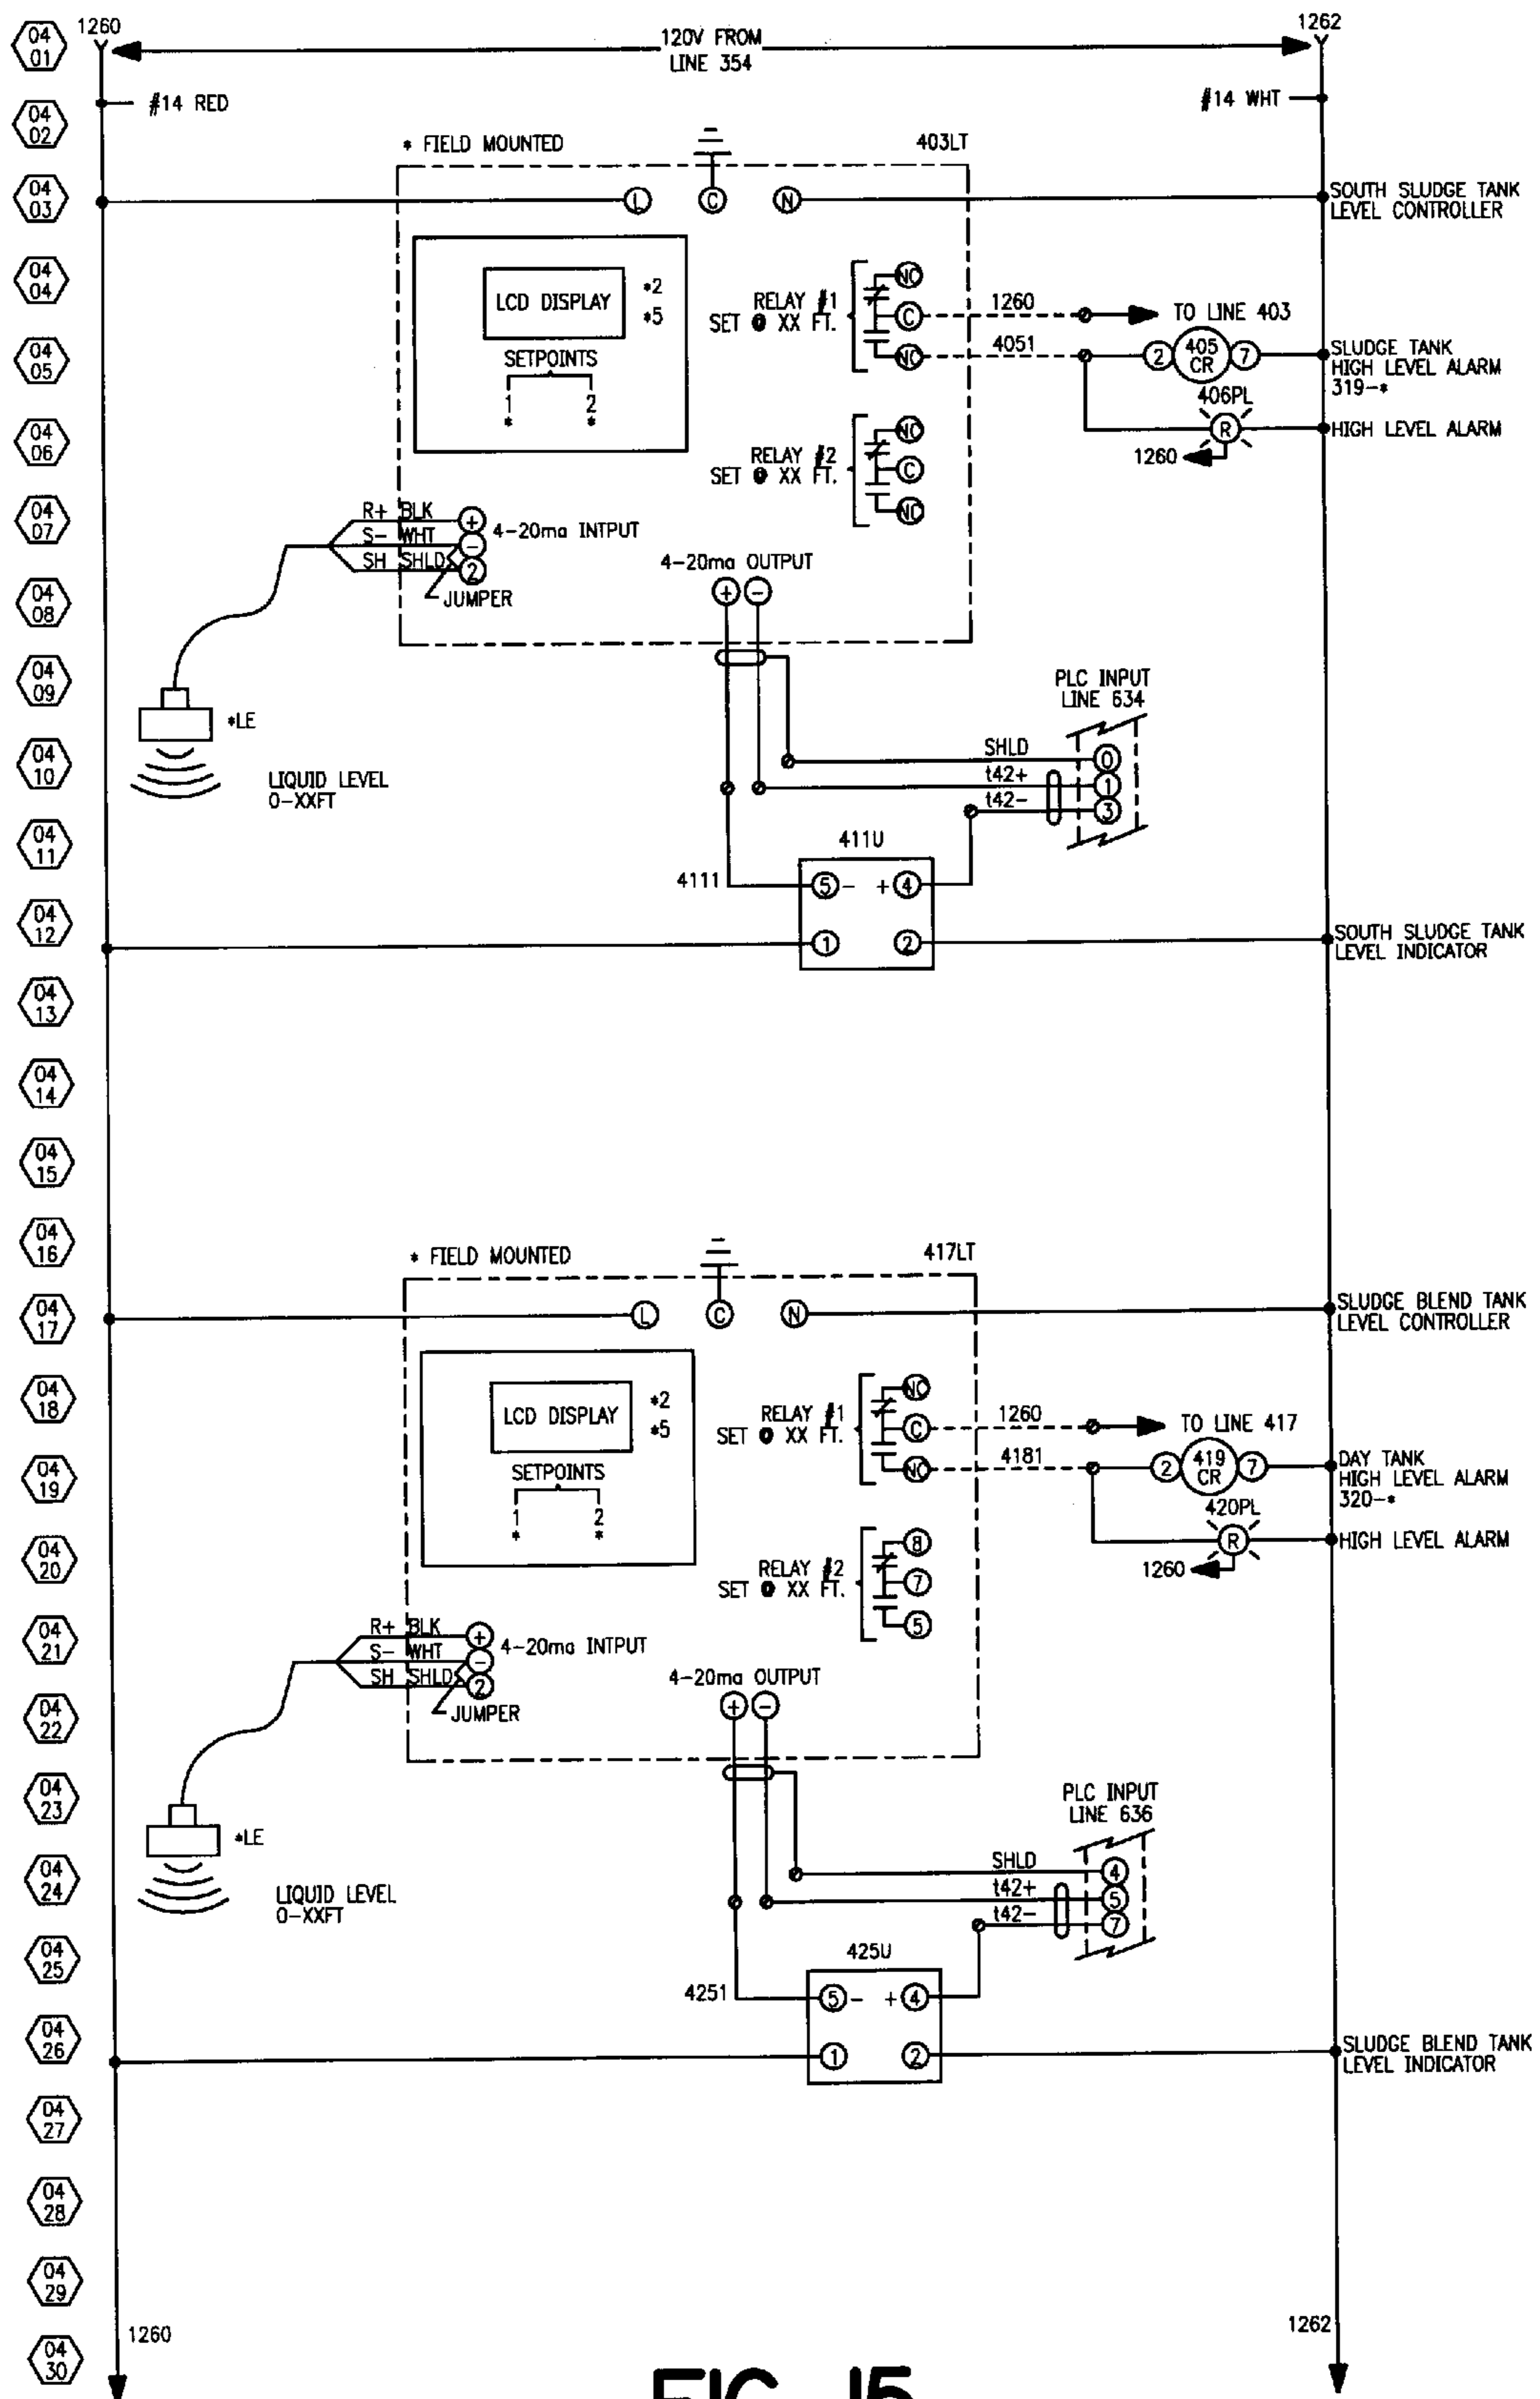 04
01
1260
120V FROM
LINE 354
1262
#14 RED
#14 WHT
04
02
* FIELD MOUNTED
403LT
04
03
L
C
N
SOUTH SLUDGE TANK
LEVEL CONTROLLER
04
04
LCD DISPLAY
*2
*5
RELAY #1
SET @ XX FT.
NC
C
NO
1260
TO LINE 403
04
05
SETPOINTS
1
2
*
*
4051
2
405
CR
7
SLUDGE TANK
HIGH LEVEL ALARM
319-*
406PL
04
06
RELAY #2
SET @ XX FT.
NC
C
NO
R
HIGH LEVEL ALARM
1260
04
07
R+ BLK
S- WHT
SH SHLD
+
-
2
4-20ma INTPUT
JUMPER
04
08
4-20ma OUTPUT
+
-
04
09
*LE
PLC INPUT
LINE 634
04
10
LIQUID LEVEL
0-XXFT
SHLD
t42+
t42-
0
1
3
04
11
411U
4111
5 -
+ 4
04
12
1
2
SOUTH SLUDGE TANK
LEVEL INDICATOR
04
13
04
14
04
15
04
16
* FIELD MOUNTED
417LT
04
17
L
C
N
SLUDGE BLEND TANK
LEVEL CONTROLLER
04
18
LCD DISPLAY
*2
*5
RELAY #1
SET @ XX FT.
NC
C
NO
1260
TO LINE 417
04
19
SETPOINTS
1
2
*
*
4181
2
419
CR
7
DAY TANK
HIGH LEVEL ALARM
320-*
420PL
04
20
RELAY #2
SET @ XX FT.
8
7
5
R
HIGH LEVEL ALARM
1260
04
21
R+ BLK
S- WHT
SH SHLD
+
-
2
4-20ma INTPUT
JUMPER
04
22
4-20ma OUTPUT
+
-
04
23
*LE
PLC INPUT
LINE 636
04
24
LIQUID LEVEL
0-XXFT
SHLD
t42+
t42-
4
5
7
04
25
425U
4251
5 -
+ 4
04
26
1
2
SLUDGE BLEND TANK
LEVEL INDICATOR
04
27
04
28
04
29
04
30
1260
1262
FIG. 15